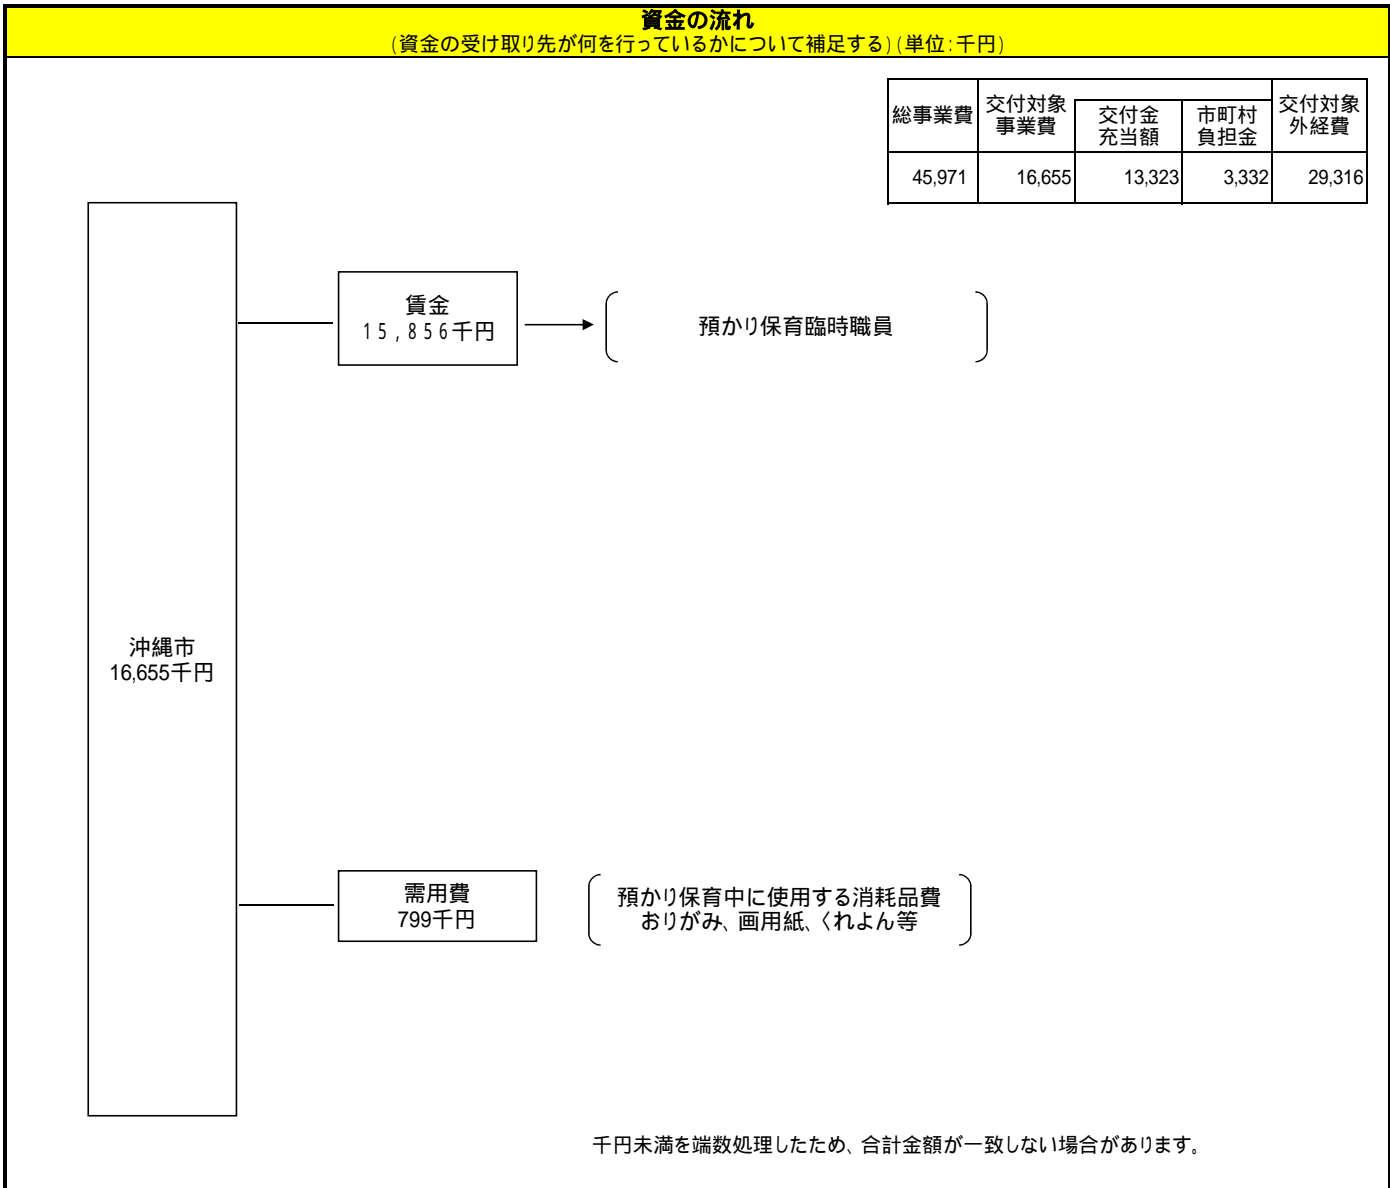 資金の流れ
(資金の受け取り先が何を行っているかについて補足する)(単位:千円)
総事業費 交付対象事業費 交付金充当額 市町村負担金 交付対象外経費
45,971 16,655 13,323 3,332 29,316
賃金
15,856千円
預かり保育臨時職員
沖縄市
16,655千円
需用費
799千円
預かり保育中に使用する消耗品費
おりがみ、画用紙、くれよん等
千円未満を端数処理したため、合計金額が一致しない場合があります。